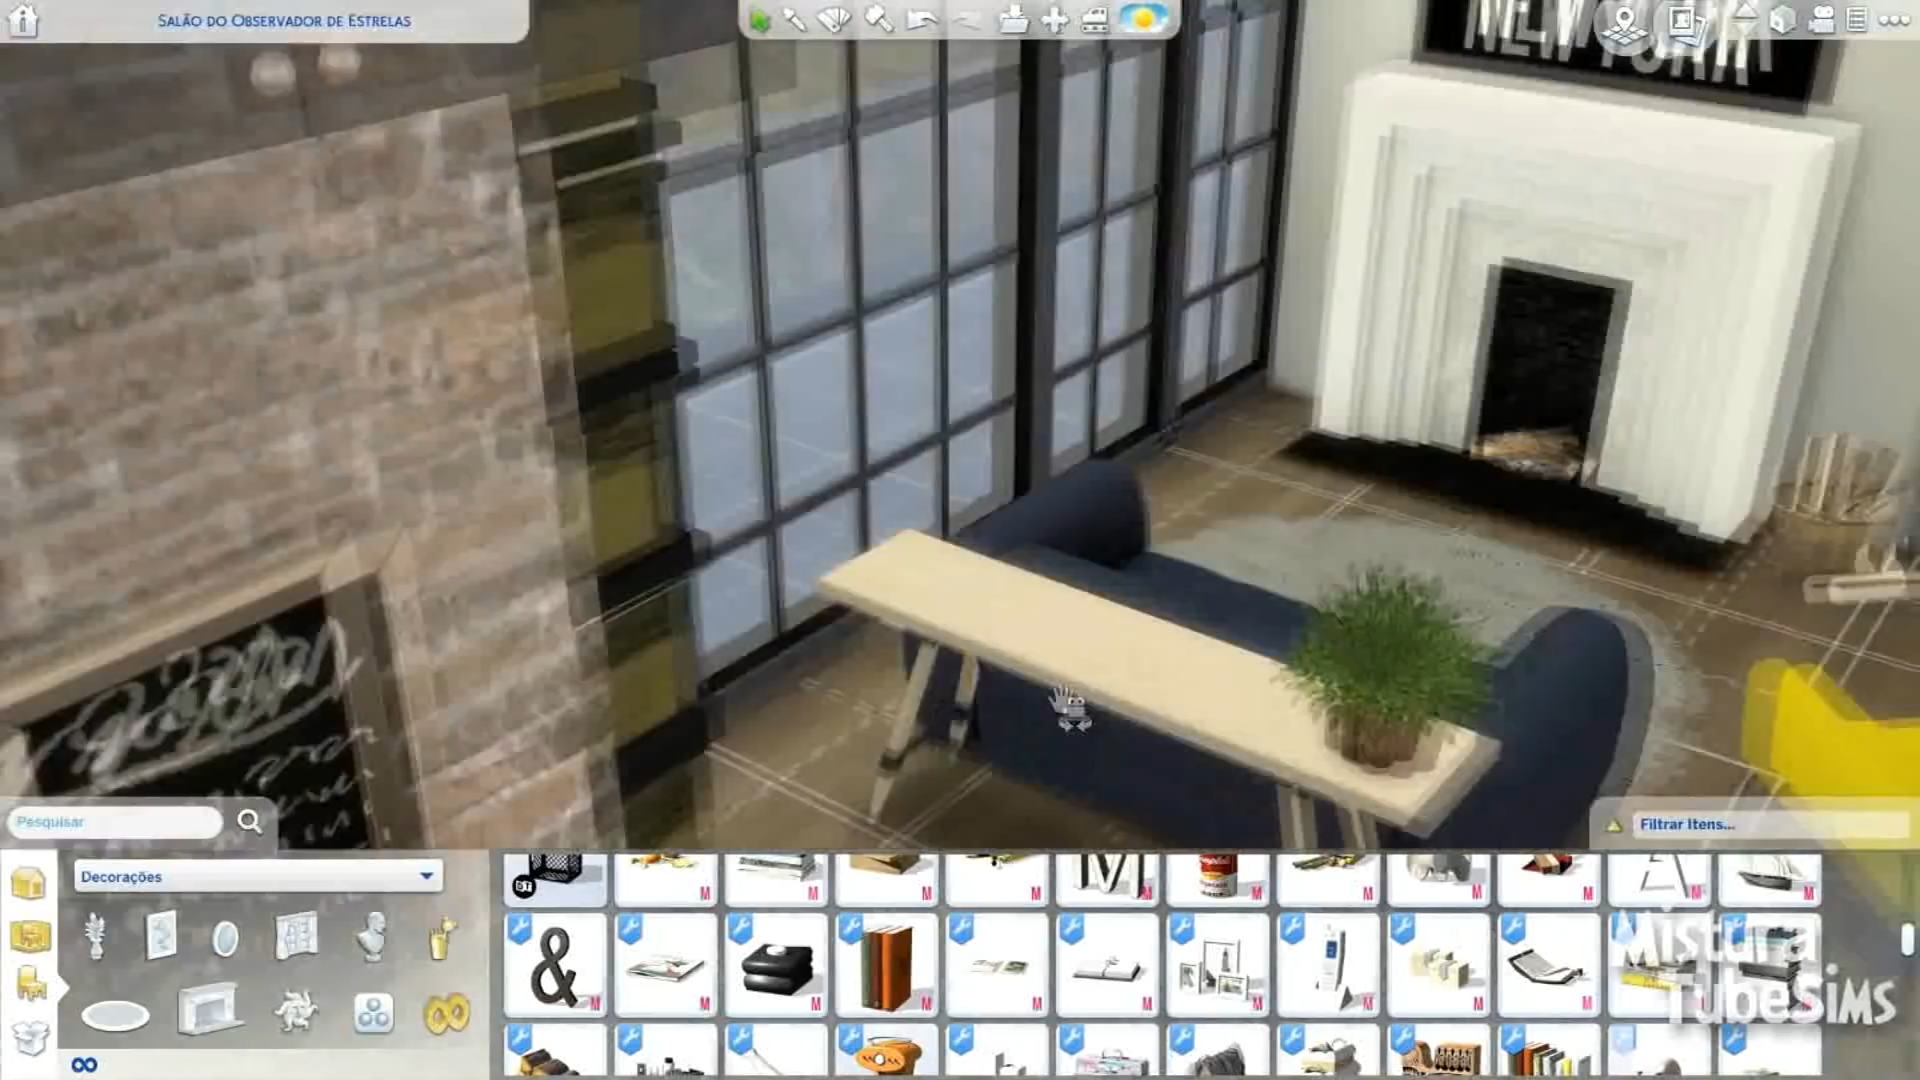 SALÃO DO OBSERVADOR DE ESTRELAS
NEW YORK
Pesquisar
Filtrar Itens...
Decorações
Mistura
TubeSims